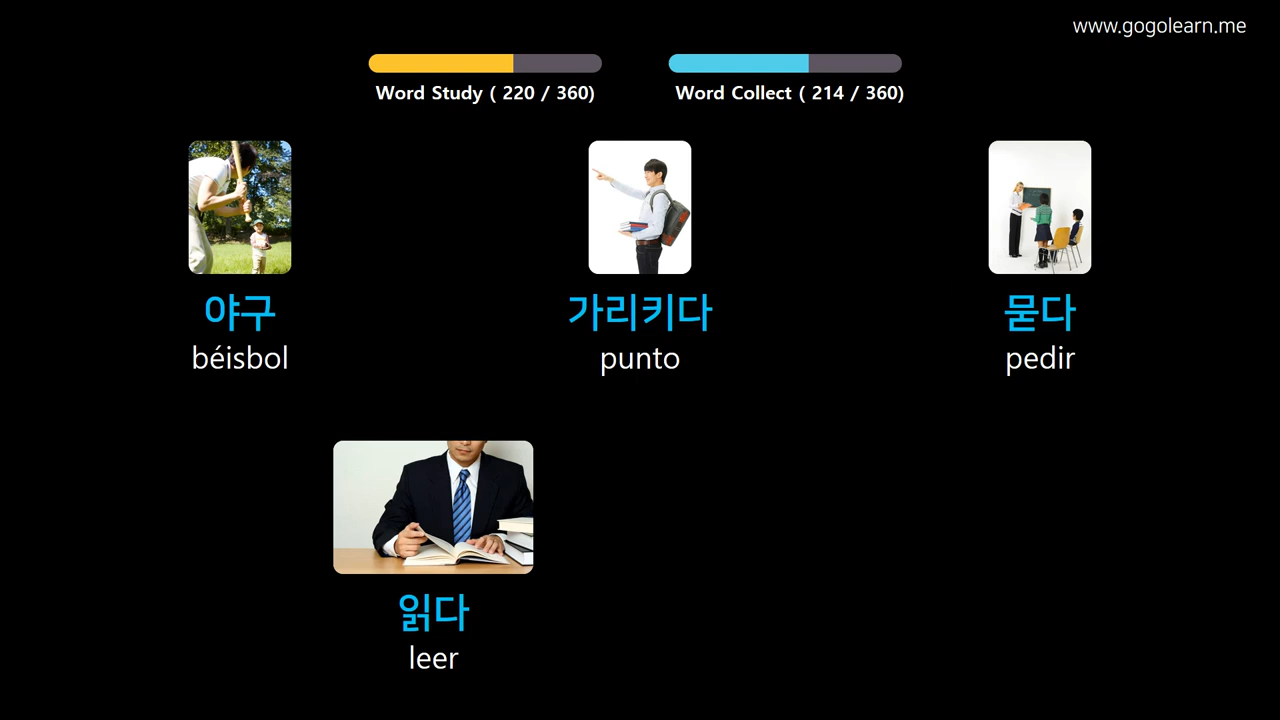 www.gogolearn.me
Word Study ( 220 / 360)
Word Collect ( 214 / 360)
야구
béisbol
가리키다
punto
묻다
pedir
읽다
leer